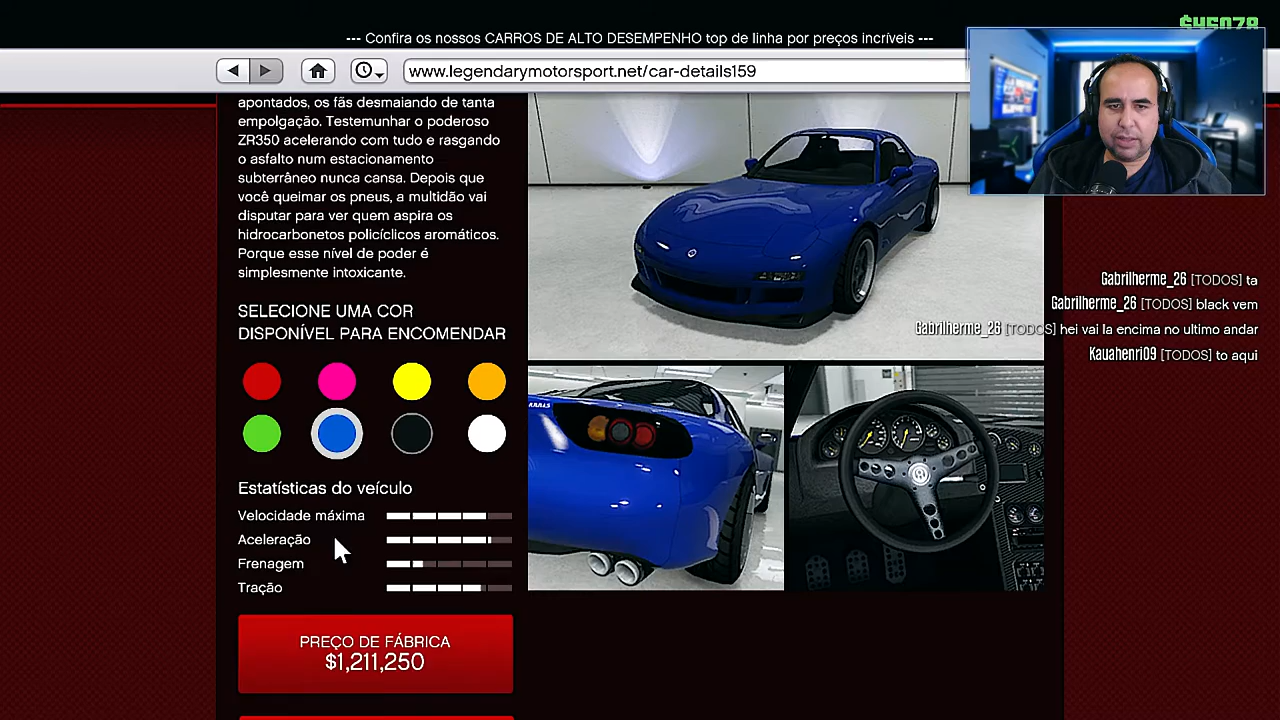 --- Confira os nossos CARROS DE ALTO DESEMPENHO top de linha por preços incríveis ---
www.legendarymotorsport.net/car-details159
apontados, os fãs desmaiando de tanta
empolgação. Testemunhar o poderoso
ZR350 acelerando com tudo e rasgando
o asfalto num estacionamento
subterrâneo nunca cansa. Depois que
você queimar os pneus, a multidão vai
disputar para ver quem aspira os
hidrocarbonetos policíclicos aromáticos.
Porque esse nível de poder é
simplesmente intoxicante.
SELECIONE UMA COR
DISPONÍVEL PARA ENCOMENDAR
Estatísticas do veículo
Velocidade máxima
Aceleração
Frenagem
Tração
PREÇO DE FÁBRICA
$1,211,250
Gabrilherme_26 [TODOS] ta
Gabrilherme_26 [TODOS] black vem
Gabrilherme_26 [TODOS] hei vai la encima no ultimo andar
Kauahenri09 [TODOS] to aqui